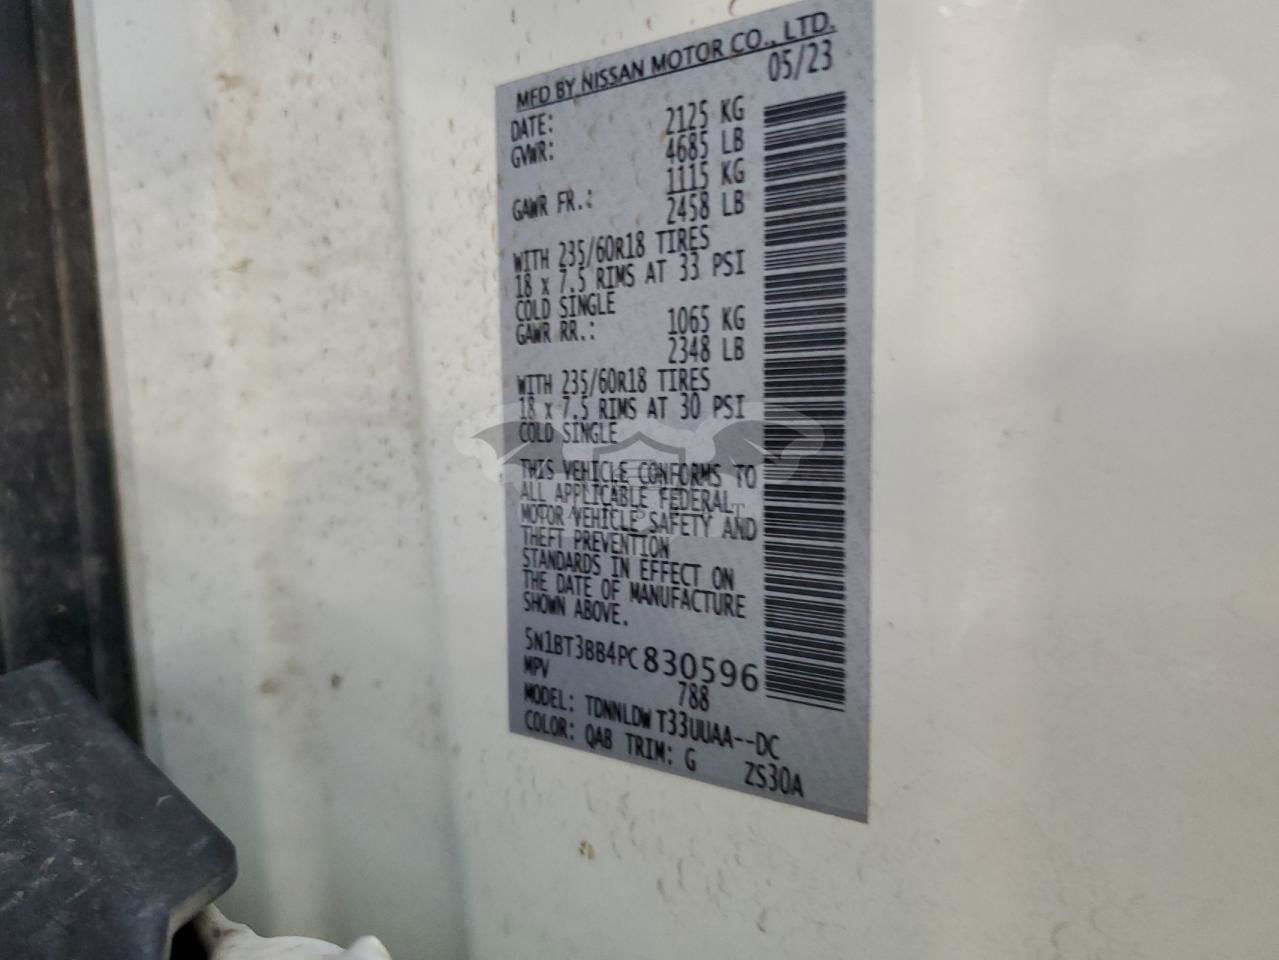 MFD BY NISSAN MOTOR CO., LTD.
DATE: 05/23
GVWR: 2125 KG
4685 LB
GAWR FR.: 1115 KG
2458 LB
WITH 235/60R18 TIRES
18 x 7.5 RIMS AT 33 PSI
COLD SINGLE
GAWR RR.: 1065 KG
2348 LB
WITH 235/60R18 TIRES
18 x 7.5 RIMS AT 30 PSI
COLD SINGLE
THIS VEHICLE CONFORMS TO
ALL APPLICABLE FEDERAL
MOTOR VEHICLE SAFETY AND
THEFT PREVENTION
STANDARDS IN EFFECT ON
THE DATE OF MANUFACTURE
SHOWN ABOVE.
5N1BT3BB4PC830596
MPV 788
MODEL: TDNNLDW T33UUAA--DC
COLOR: QAB TRIM: G ZS30A